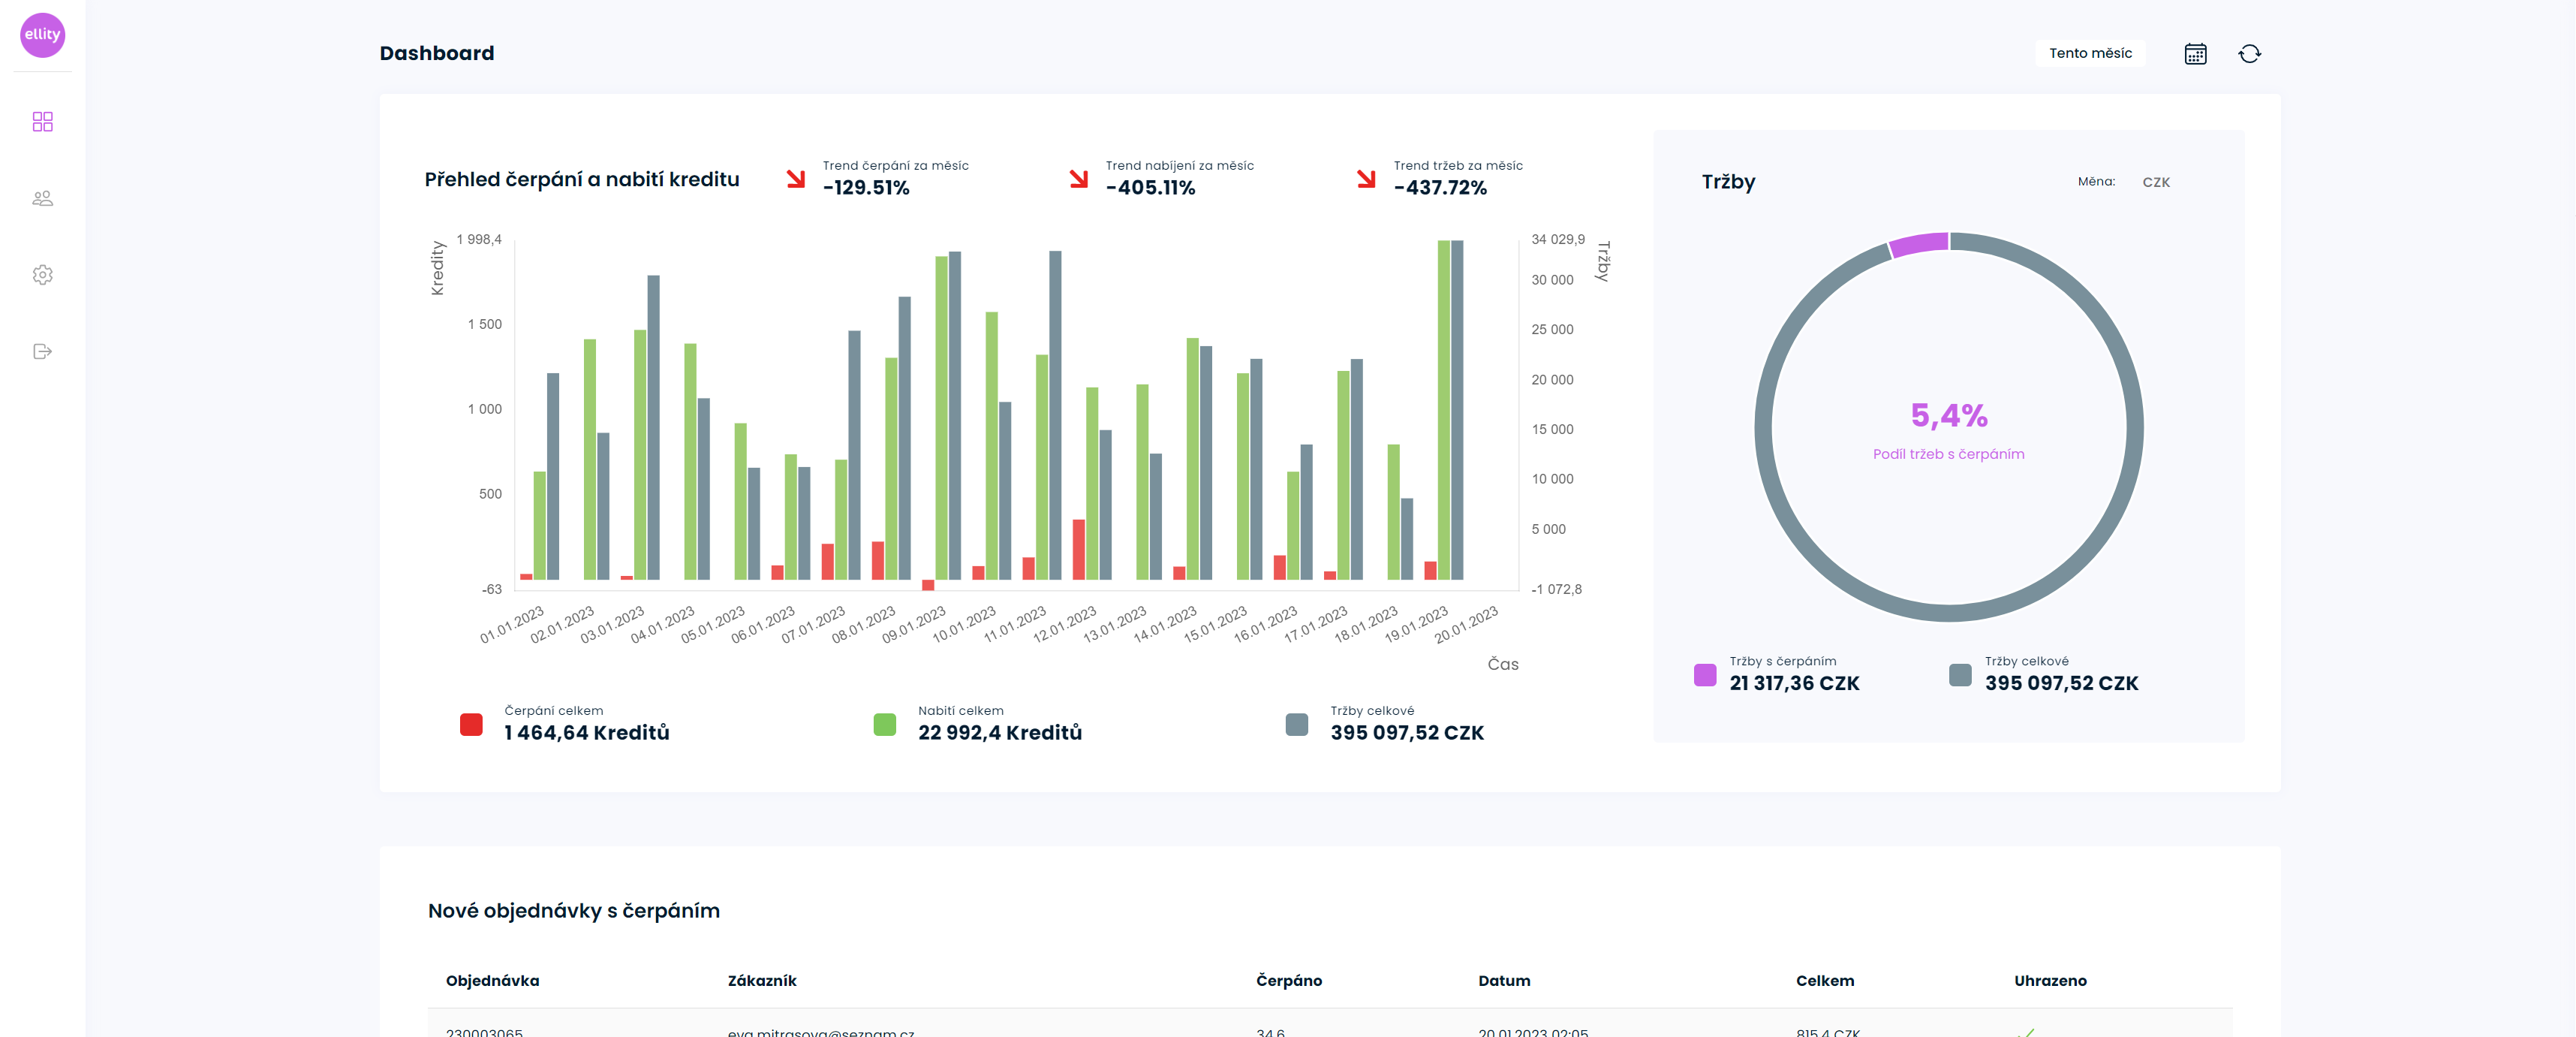 ellity
Dashboard
Tento měsíc
Přehled čerpání a nabití kreditu
Trend čerpání za měsíc
-129.51%
Trend nabíjení za měsíc
-405.11%
Trend tržeb za měsíc
-437.72%
Kredity
1 998,4
1 500
1 000
500
-63
34 029,9
30 000
25 000
20 000
15 000
10 000
5 000
-1 072,8
Tržby
01.01.2023
02.01.2023
03.01.2023
04.01.2023
05.01.2023
06.01.2023
07.01.2023
08.01.2023
09.01.2023
10.01.2023
11.01.2023
12.01.2023
13.01.2023
14.01.2023
15.01.2023
16.01.2023
17.01.2023
18.01.2023
19.01.2023
20.01.2023
Čas
Čerpání celkem
1 464,64 Kreditů
Nabití celkem
22 992,4 Kreditů
Tržby celkové
395 097,52 CZK
Tržby
Měna: CZK
5,4%
Podíl tržeb s čerpáním
Tržby s čerpáním
21 317,36 CZK
Tržby celkové
395 097,52 CZK
Nové objednávky s čerpáním
Objednávka Zákazník Čerpáno Datum Celkem Uhrazeno
230003065 eva.mitrasova@seznam.cz 34,6 20.01.2023 02:05 815,4 CZK